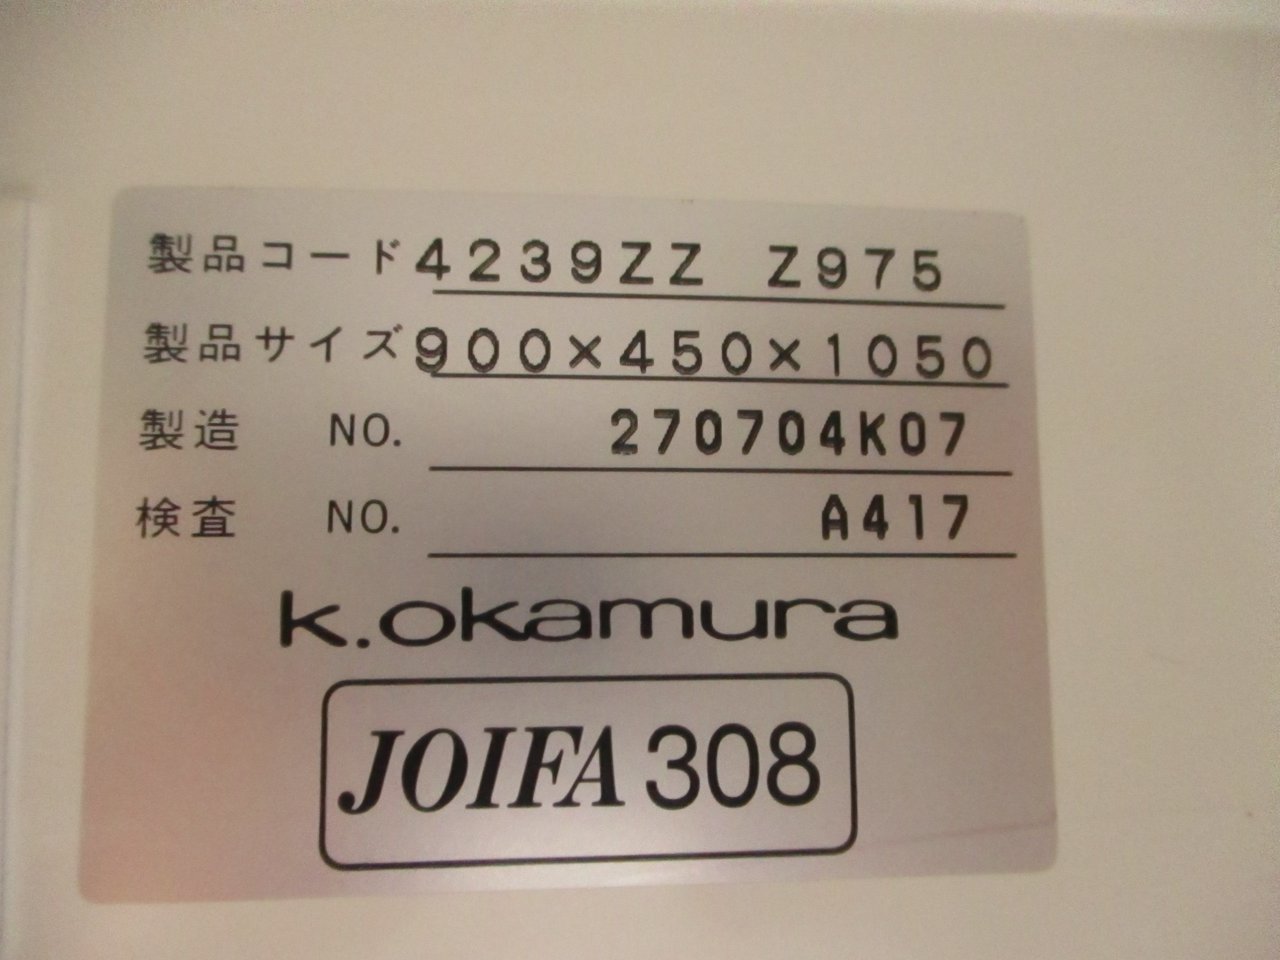 製品コード 4239ZZ Z975
製品サイズ 900×450×1050
製造 NO. 270704K07
検査 NO. A417
k.okamura
JOIFA 308